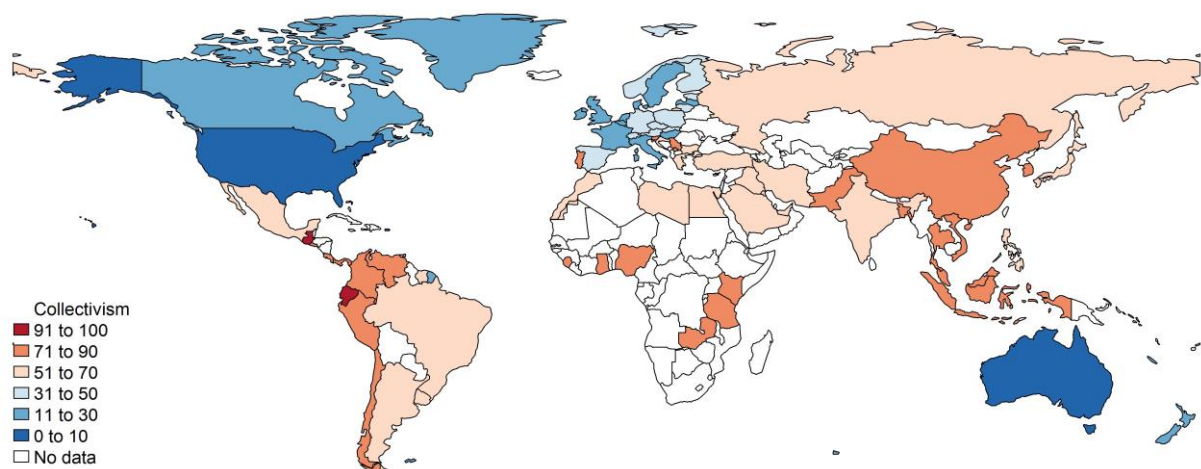 Collectivism
91 to 100
71 to 90
51 to 70
31 to 50
11 to 30
0 to 10
No data